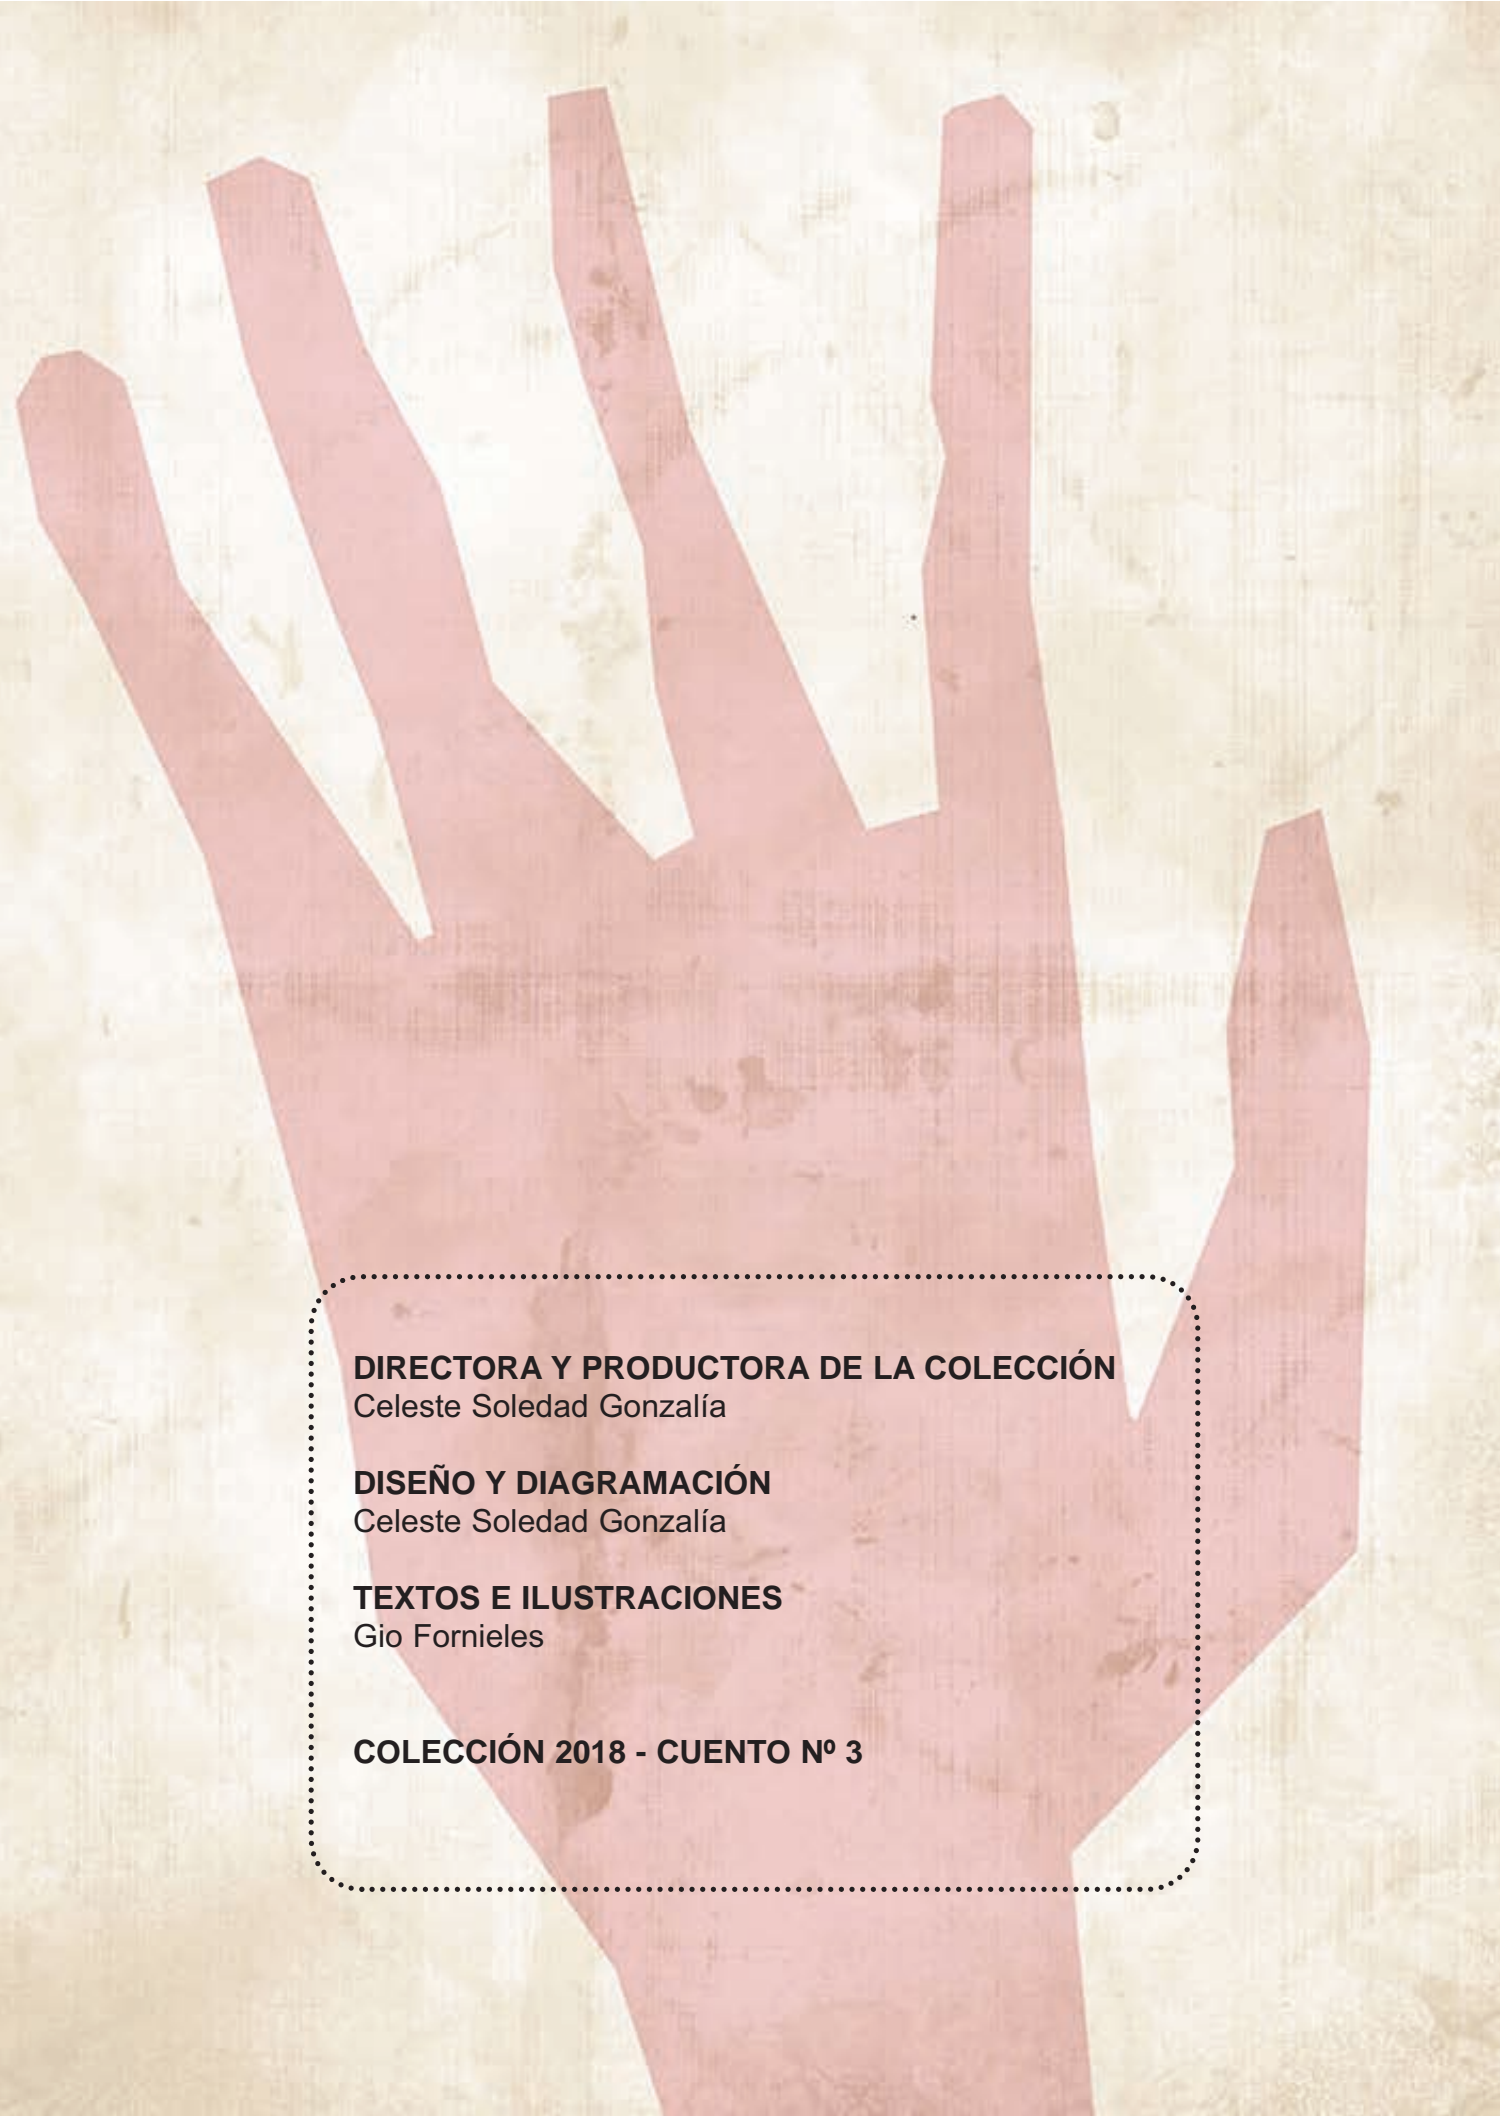 DIRECTORA Y PRODUCTORA DE LA COLECCIÓN
Celeste Soledad Gonzalía
DISEÑO Y DIAGRAMACIÓN
Celeste Soledad Gonzalía
TEXTOS E ILUSTRACIONES
Gio Fornieles
COLECCIÓN 2018 - CUENTO Nº 3